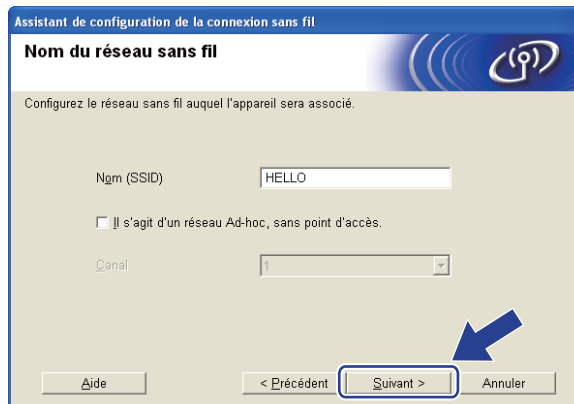 Assistant de configuration de la connexion sans fil
Nom du réseau sans fil
Configurez le réseau sans fil auquel l'appareil sera associé.
Nom (SSID) HELLO
Il s'agit d'un réseau Ad-hoc, sans point d'accès.
Canal 1
Aide < Précédent Suivant > Annuler